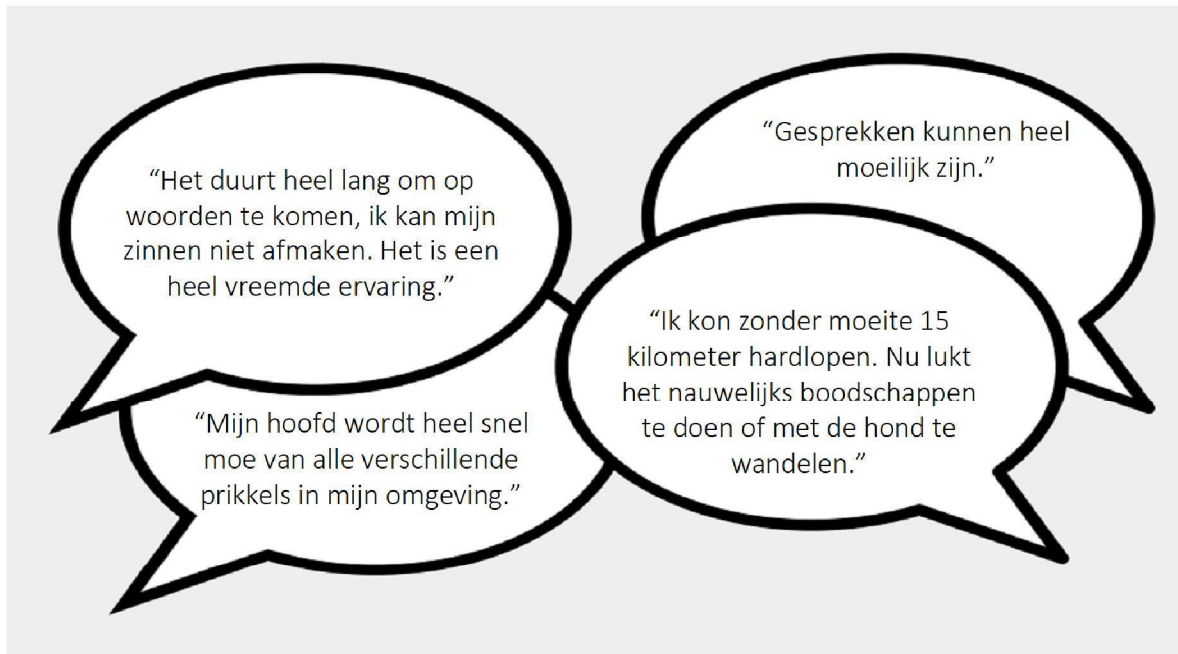 “Het duurt heel lang om op
woorden te komen, ik kan mijn
zinnen niet afmaken. Het is een
heel vreemde ervaring.”
“Gesprekken kunnen heel
moeilijk zijn.”
“Mijn hoofd wordt heel snel
moe van alle verschillende
prikkels in mijn omgeving.”
“Ik kon zonder moeite 15
kilometer hardlopen. Nu lukt
het nauwelijks boodschappen
te doen of met de hond te
wandelen.”